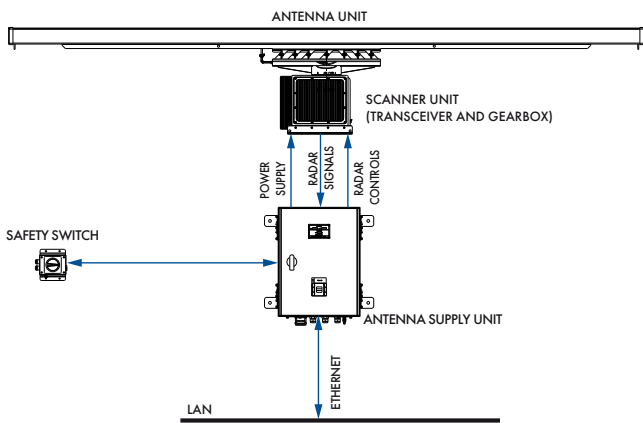 ANTENNA UNIT
SCANNER UNIT
(TRANSCEIVER AND GEARBOX)
POWER
SUPPLY
RADAR
SIGNALS
RADAR
CONTROLS
SAFETY SWITCH
ANTENNA SUPPLY UNIT
ETHERNET
LAN